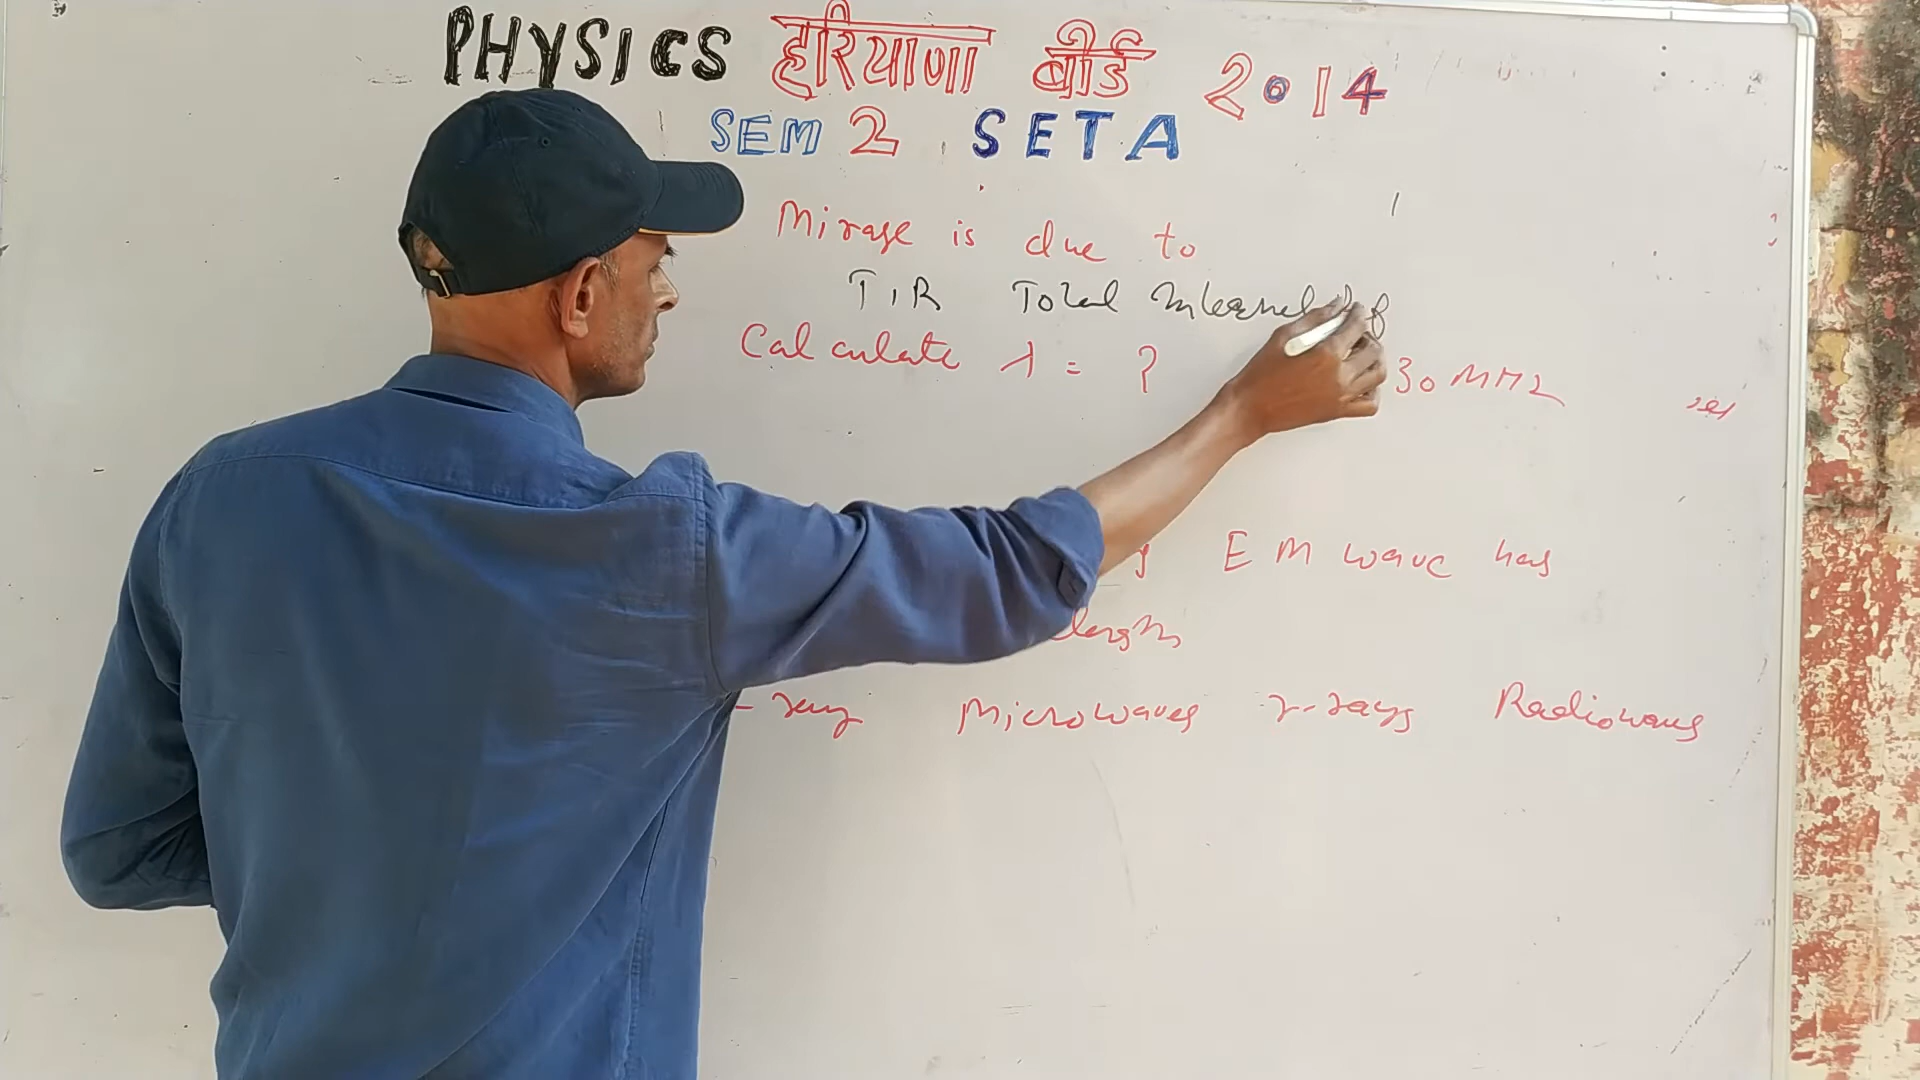 PHYSICS हरियाणा बोर्ड 2014
SEM 2 SET A
Mirage is due to
TIR Total Internal
Calculate λ = ? 30 MHz
EM wave has
Microwaves γ-rays Radiowaves